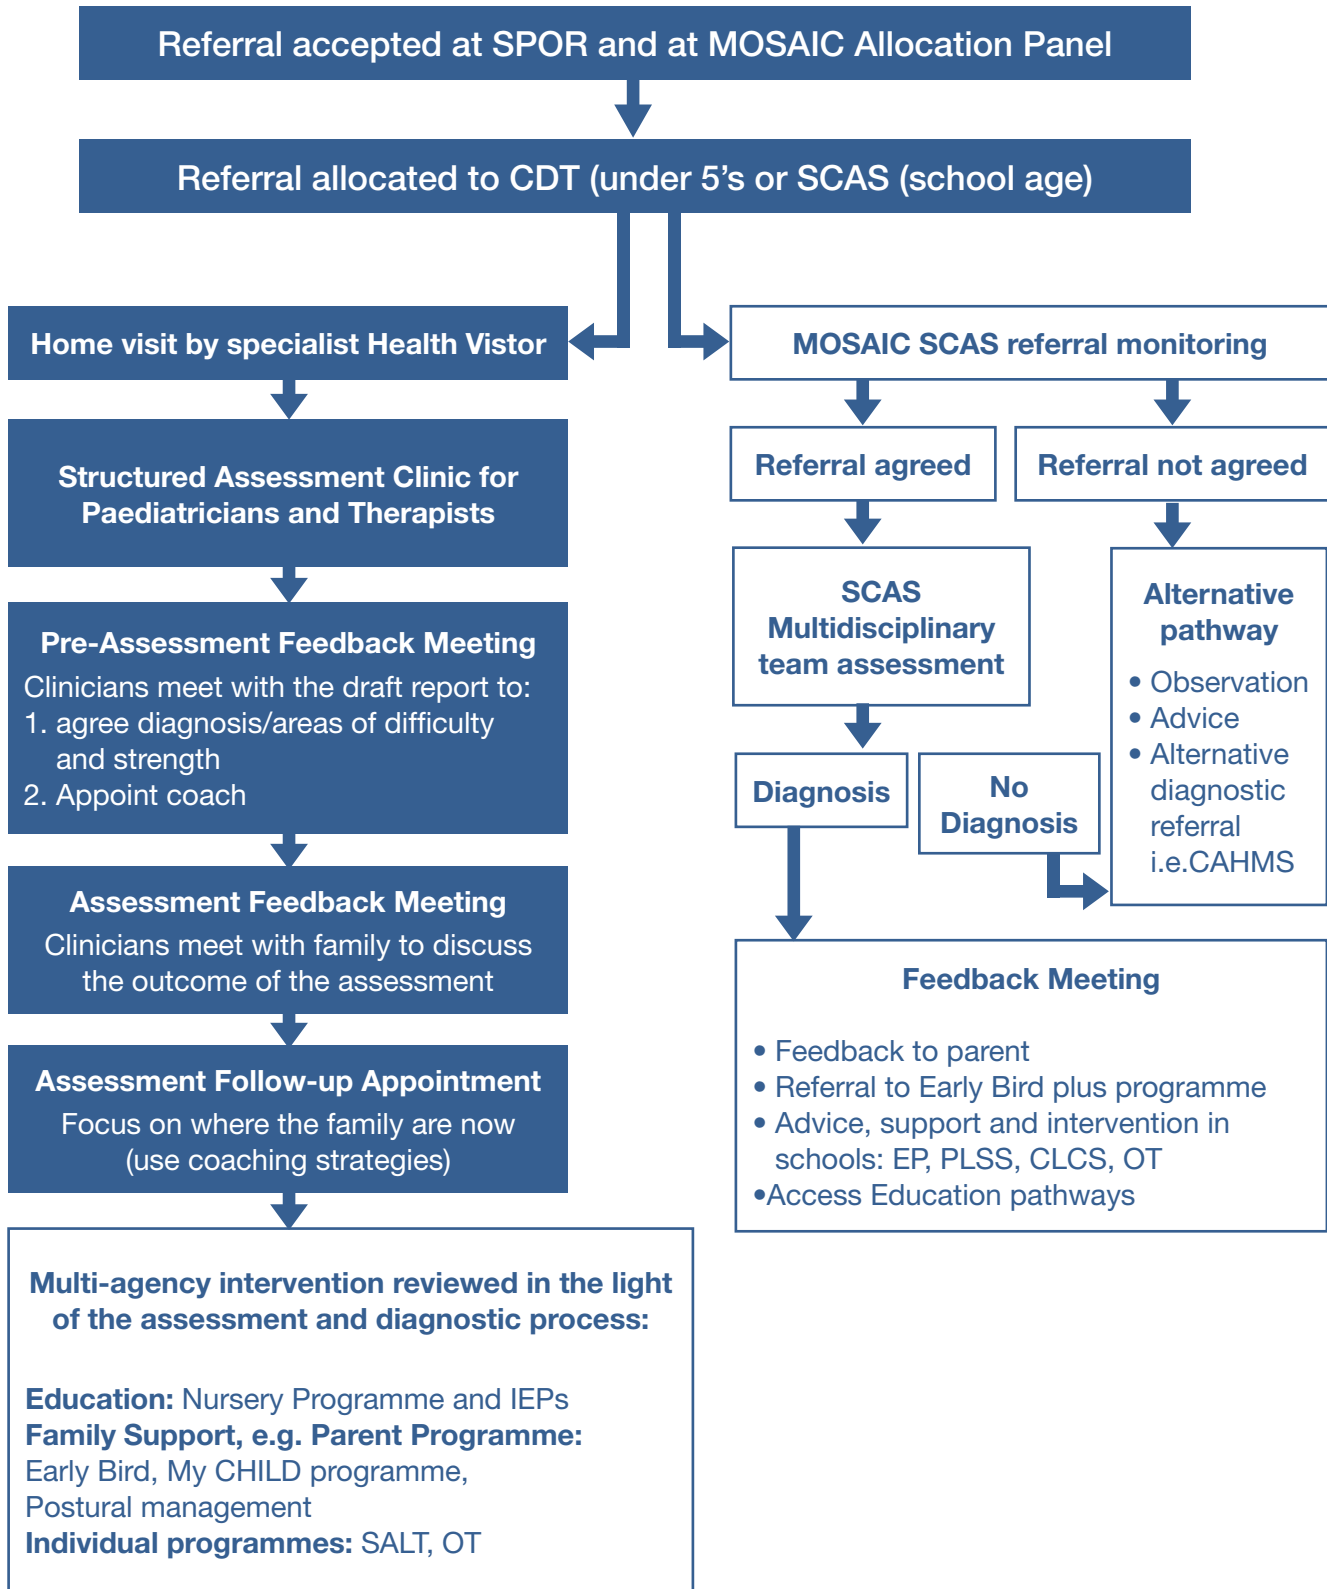 Referral accepted at SPOR and at MOSAIC Allocation Panel
Referral allocated to CDT (under 5's or SCAS (school age)
Home visit by specialist Health Vistor
Structured Assessment Clinic for
Paediatricians and Therapists
Pre-Assessment Feedback Meeting
Clinicians meet with the draft report to:
1. agree diagnosis/areas of difficulty
and strength
2. Appoint coach
Assessment Feedback Meeting
Clinicians meet with family to discuss
the outcome of the assessment
Assessment Follow-up Appointment
Focus on where the family are now
(use coaching strategies)
Multi-agency intervention reviewed in the light
of the assessment and diagnostic process:
Education: Nursery Programme and IEPs
Family Support, e.g. Parent Programme:
Early Bird, My CHILD programme,
Postural management
Individual programmes: SALT, OT
MOSAIC SCAS referral monitoring
Referral agreed
Referral not agreed
SCAS
Multidisciplinary
team assessment
Alternative
pathway
• Observation
• Advice
• Alternative
diagnostic
referral
i.e.CAHMS
Diagnosis
No
Diagnosis
Feedback Meeting
• Feedback to parent
• Referral to Early Bird plus programme
• Advice, support and intervention in
schools: EP, PLSS, CLCS, OT
•Access Education pathways